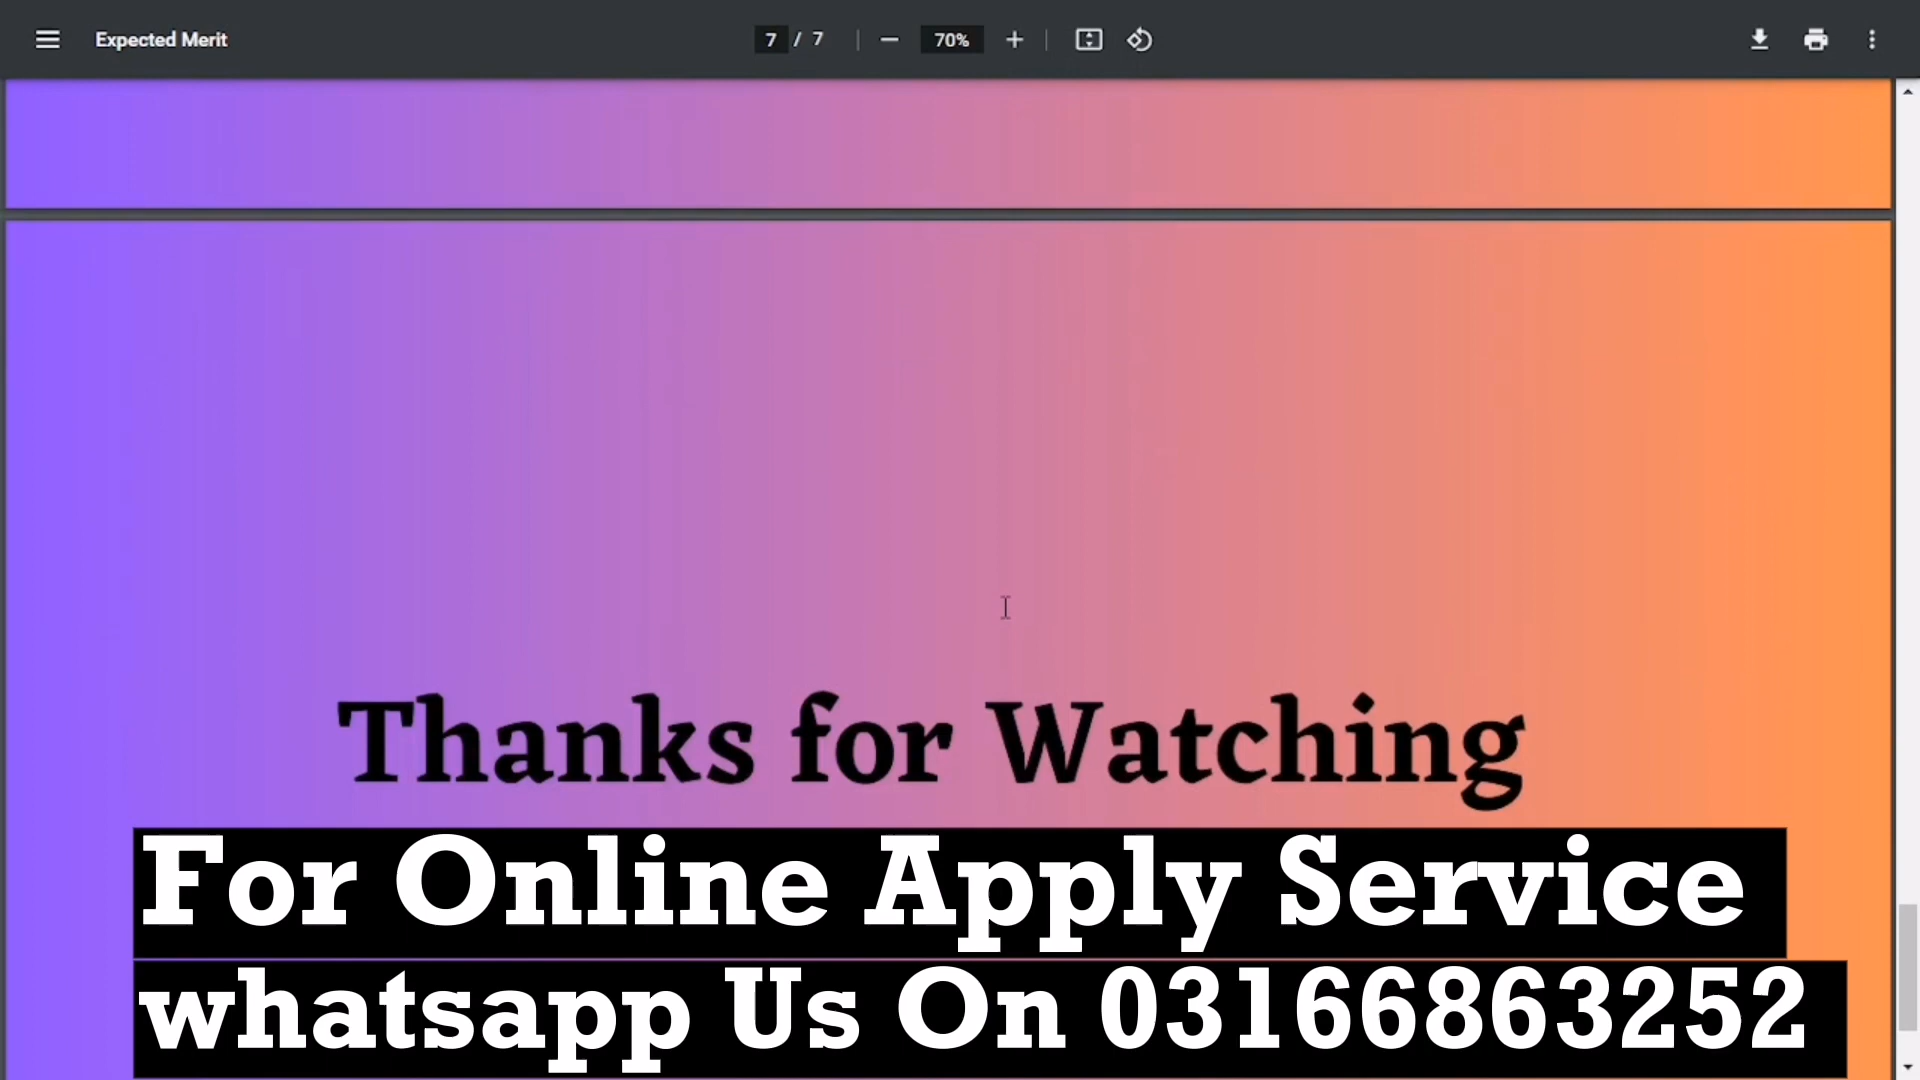 Expected Merit
7 / 7
70%
Thanks for Watching
For Online Apply Service
whatsapp Us On 03166863252